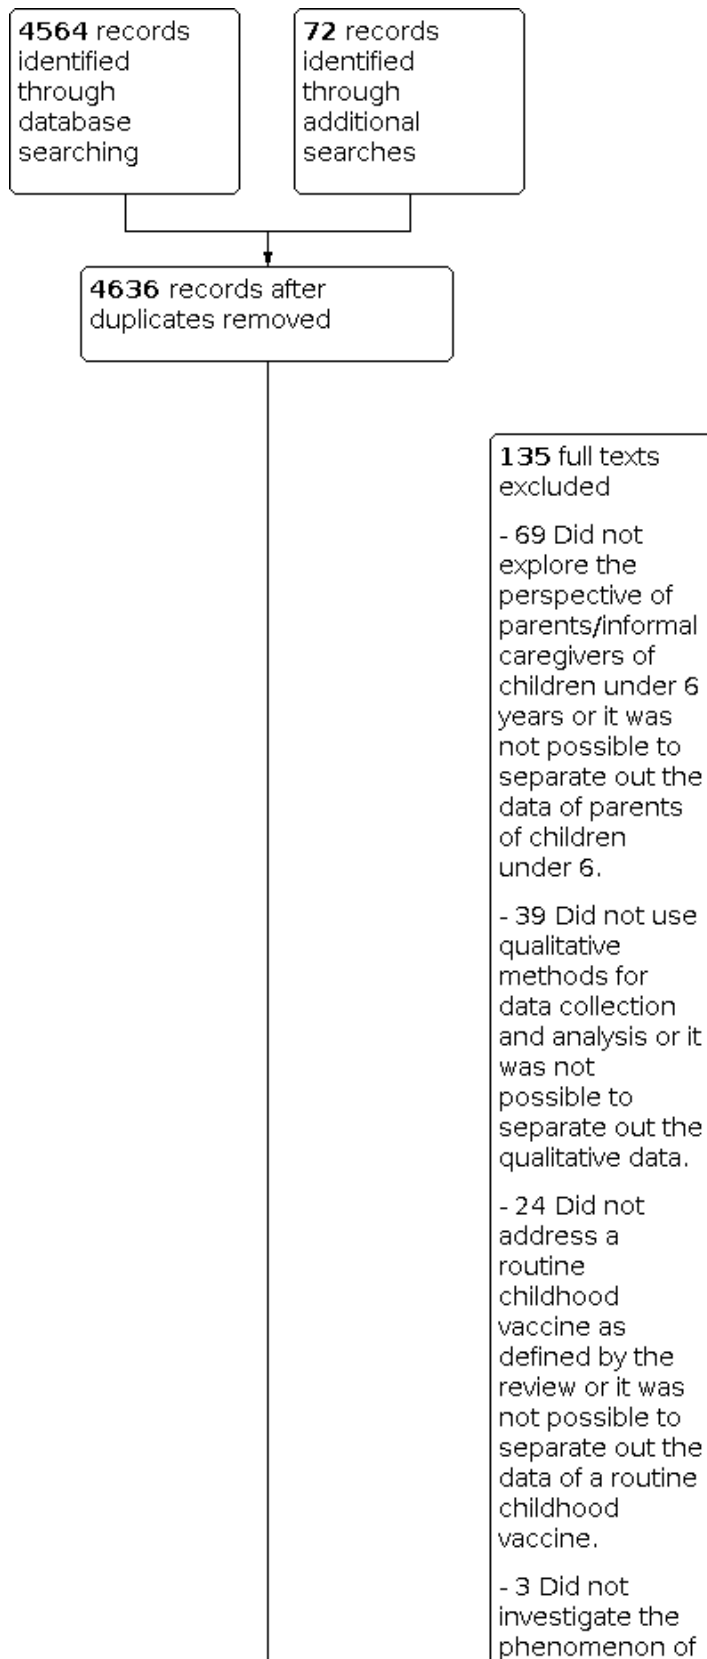 4564 records
identified
through
database
searching
72 records
identified
through
additional
searches
4636 records after
duplicates removed
135 full texts
excluded
- 69 Did not
explore the
perspective of
parents/informal
caregivers of
children under 6
years or it was
not possible to
separate out the
data of parents
of children
under 6.
- 39 Did not use
qualitative
methods for
data collection
and analysis or it
was not
possible to
separate out the
qualitative data.
- 24 Did not
address a
routine
childhood
vaccine as
defined by the
review or it was
not possible to
separate out the
data of a routine
childhood
vaccine.
- 3 Did not
investigate the
phenomenon of